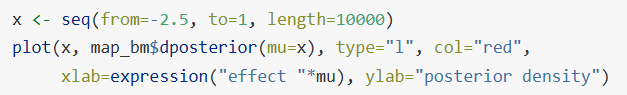 x <- seq(from=-2.5, to=1, length=10000)
plot(x, map_bm$dposterior(mu=x), type="l", col="red",
     xlab=expression("effect "*mu), ylab="posterior density")